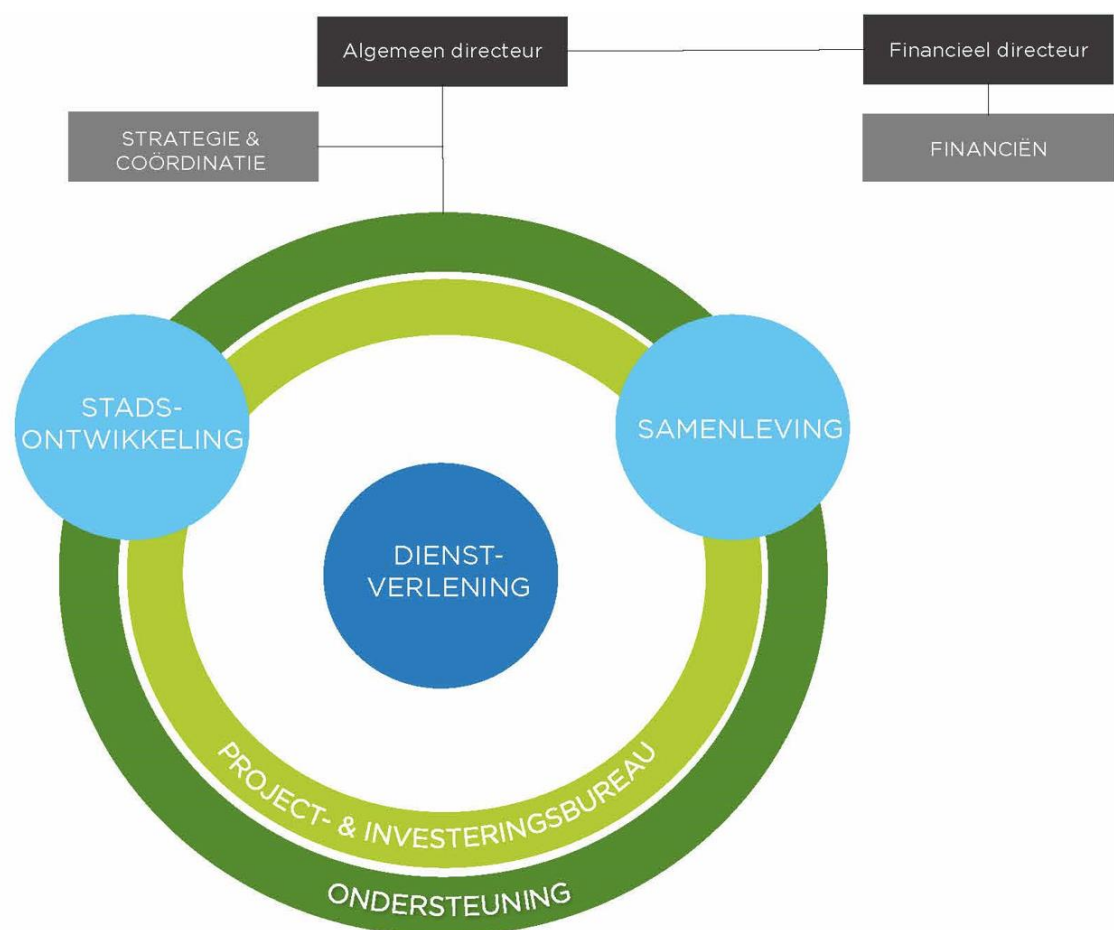 Algemeen directeur
Financieel directeur
STRATEGIE &
COÖRDINATIE
FINANCIËN
STADS-
ONTWIKKELING
SAMENLEVING
DIENST-
VERLENING
PROJECT- & INVESTERINGSBUREAU
ONDERSTEUNING